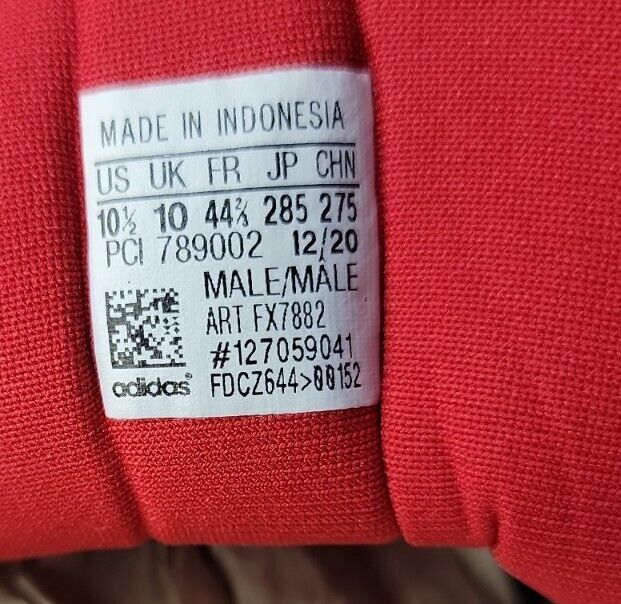 MADE IN INDONESIA
US UK FR JP CHN
10½ 10 44⅔ 285 275
PCI 789002 12/20
MALE/MÂLE
ART FX7882
#127059041
adidas® FDCZ644>00152